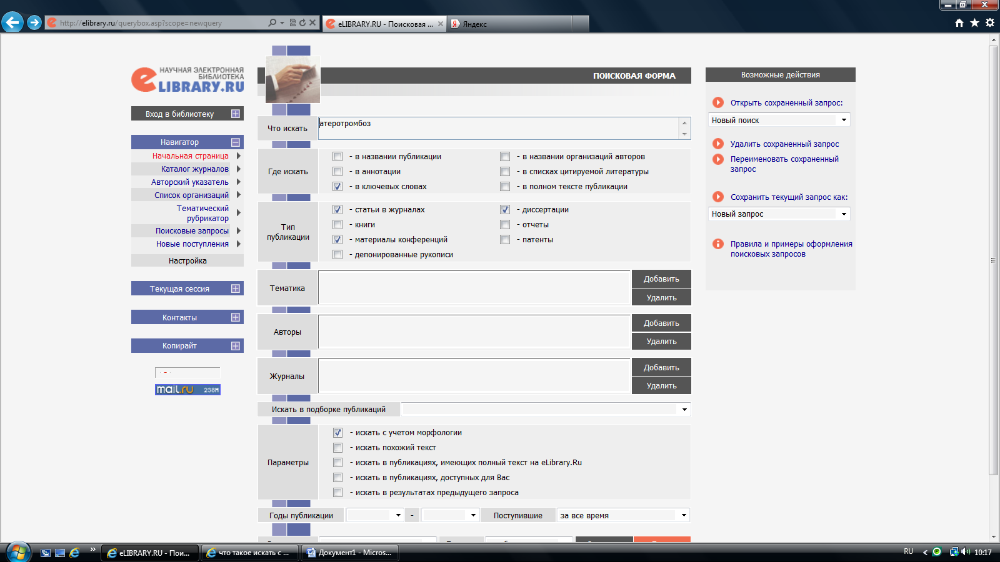 http://elibrary.ru/querybox.asp?scope=newquery
eLIBRARY.RU - Поисковая ...
Яндекс
НАУЧНАЯ ЭЛЕКТРОННАЯ
БИБЛИОТЕКА
eLIBRARY.RU
Вход в библиотеку
Навигатор
Начальная страница
Каталог журналов
Авторский указатель
Список организаций
Тематический
рубрикатор
Поисковые запросы
Новые поступления
Настройка
Текущая сессия
Контакты
Копирайт
mail.ru 238M
ПОИСКОВАЯ ФОРМА
Что искать
атеротромбоз
Где искать
- в названии публикации
- в названии организаций авторов
- в аннотации
- в списках цитируемой литературы
- в ключевых словах
- в полном тексте публикации
Тип
публикации
- статьи в журналах
- диссертации
- книги
- отчеты
- материалы конференций
- патенты
- депонированные рукописи
Тематика
Добавить
Удалить
Авторы
Добавить
Удалить
Журналы
Добавить
Удалить
Искать в подборке публикаций
Параметры
- искать с учетом морфологии
- искать похожий текст
- искать в публикациях, имеющих полный текст на eLibrary.Ru
- искать в публикациях, доступных для Вас
- искать в результатах предыдущего запроса
Годы публикации
-
Поступившие
за все время
Возможные действия
Открыть сохраненный запрос:
Новый поиск
Удалить сохраненный запрос
Переименовать сохраненный
запрос
Сохранить текущий запрос как:
Новый запрос
Правила и примеры оформления
поисковых запросов
eLIBRARY.RU - Пои...
что такое искать с ...
Документ1 - Micros...
RU
10:17